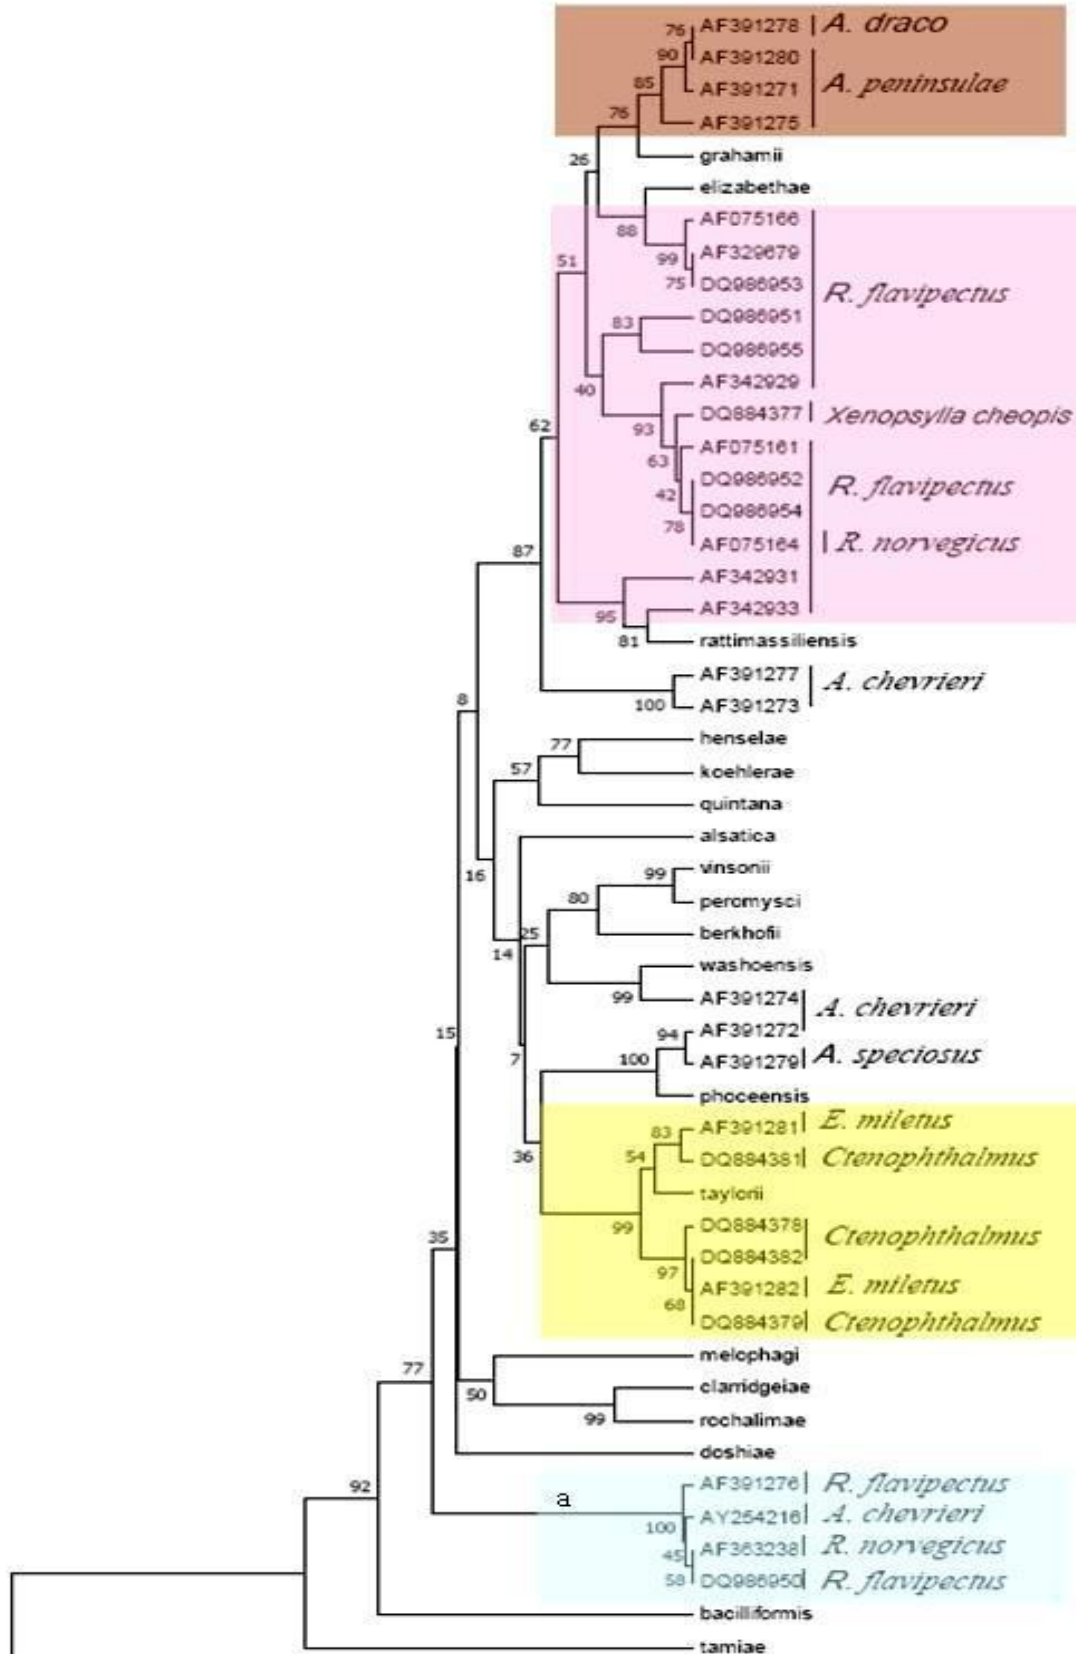 76 AF391278 A. draco
90 AF391280
85 AF391271 A. peninsulae
76 AF391275
26 grahamii
elizabethae
88 AF075166
51 99 AF329679
75 DQ986953 R. flavipectus
83 DQ986951
DQ986955
40 AF342929
62 93 DQ884377 Xenopsylla cheopis
63 AF075161
42 DQ986952 R. flavipectus
78 DQ986954
87 AF075164 R. norvegicus
AF342931
95 AF342933
81 rattimassiliensis
AF391277 A. chevrieri
8 100 AF391273
77 henselae
57 koehlerae
quintana
alsatica
16 99 vinsonii
80 peromysci
14 25 berkhofii
washoensis
99 AF391274 A. chevrieri
15 94 AF391272
7 100 AF391279 A. speciosus
phoceensis
83 AF391281 E. miletus
36 54 DQ884381 Ctenophthalmus
taylorii
35 99 DQ884378 Ctenophthalmus
97 DQ884382
68 AF391282 E. miletus
DQ884379 Ctenophthalmus
77 melophagi
50 clarridgeiae
99 rochalimae
doshiae
92 a AF391276 R. flavipectus
100 AY254216 A. chevrieri
45 AF363238 R. norvegicus
58 DQ986950 R. flavipectus
bacilliformis
tamiae